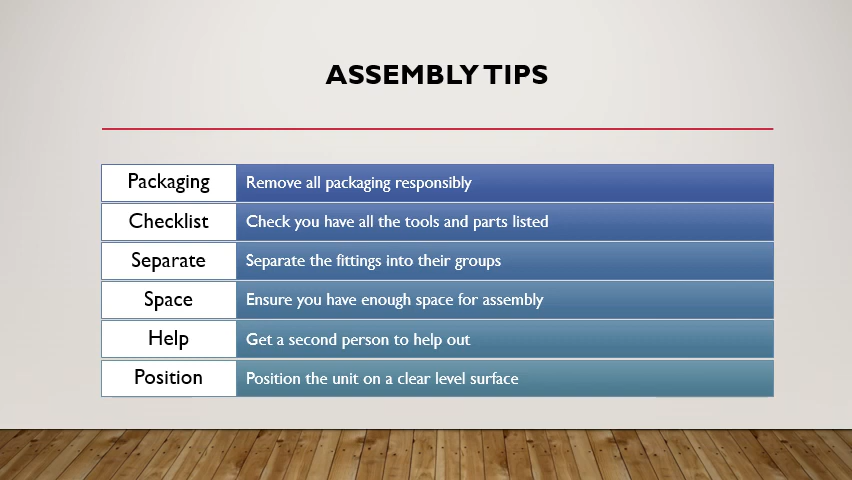 ASSEMBLY TIPS
Packaging
Remove all packaging responsibly
Checklist
Check you have all the tools and parts listed
Separate
Separate the fittings into their groups
Space
Ensure you have enough space for assembly
Help
Get a second person to help out
Position
Position the unit on a clear level surface